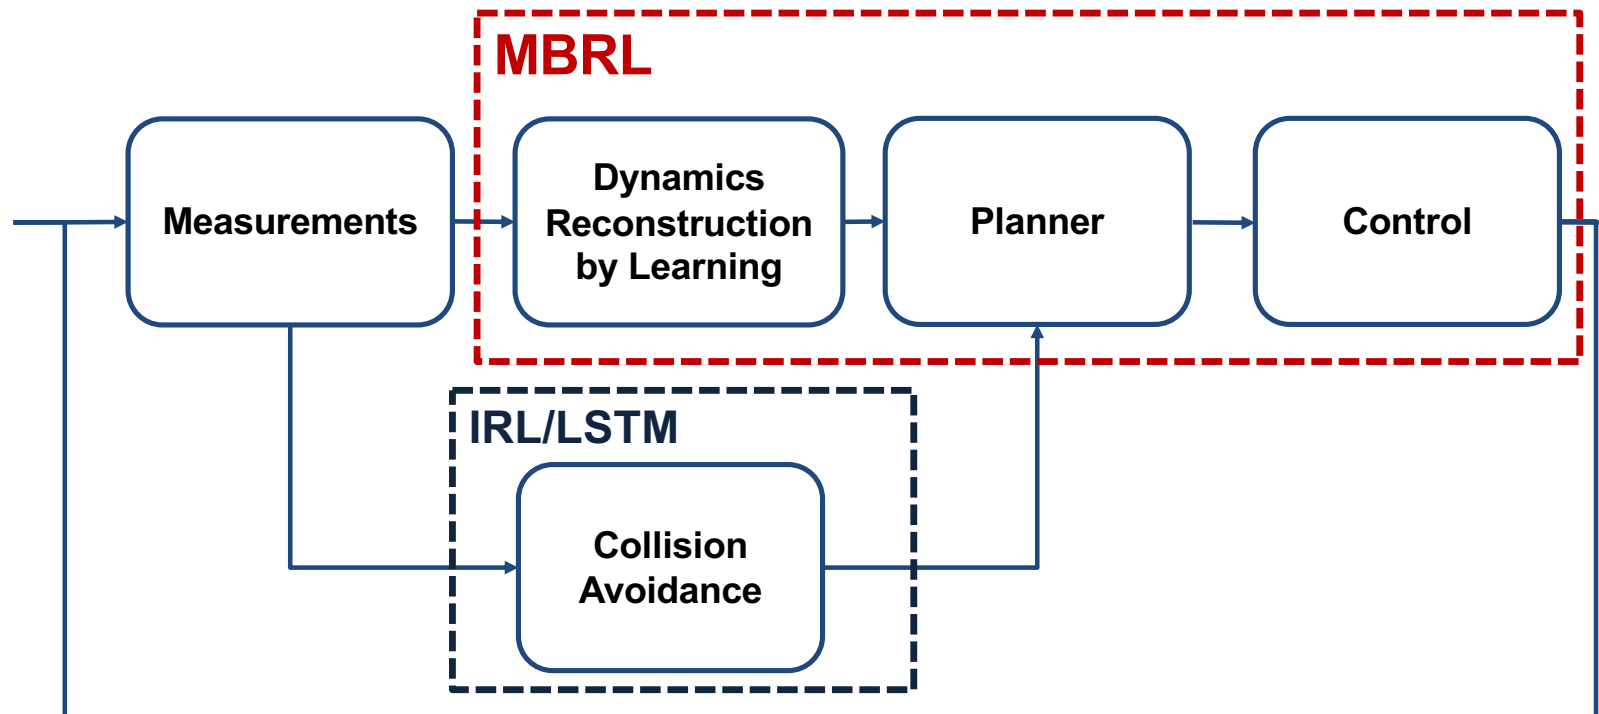 MBRL
Measurements
Dynamics
Reconstruction
by Learning
Planner
Control
IRL/LSTM
Collision
Avoidance